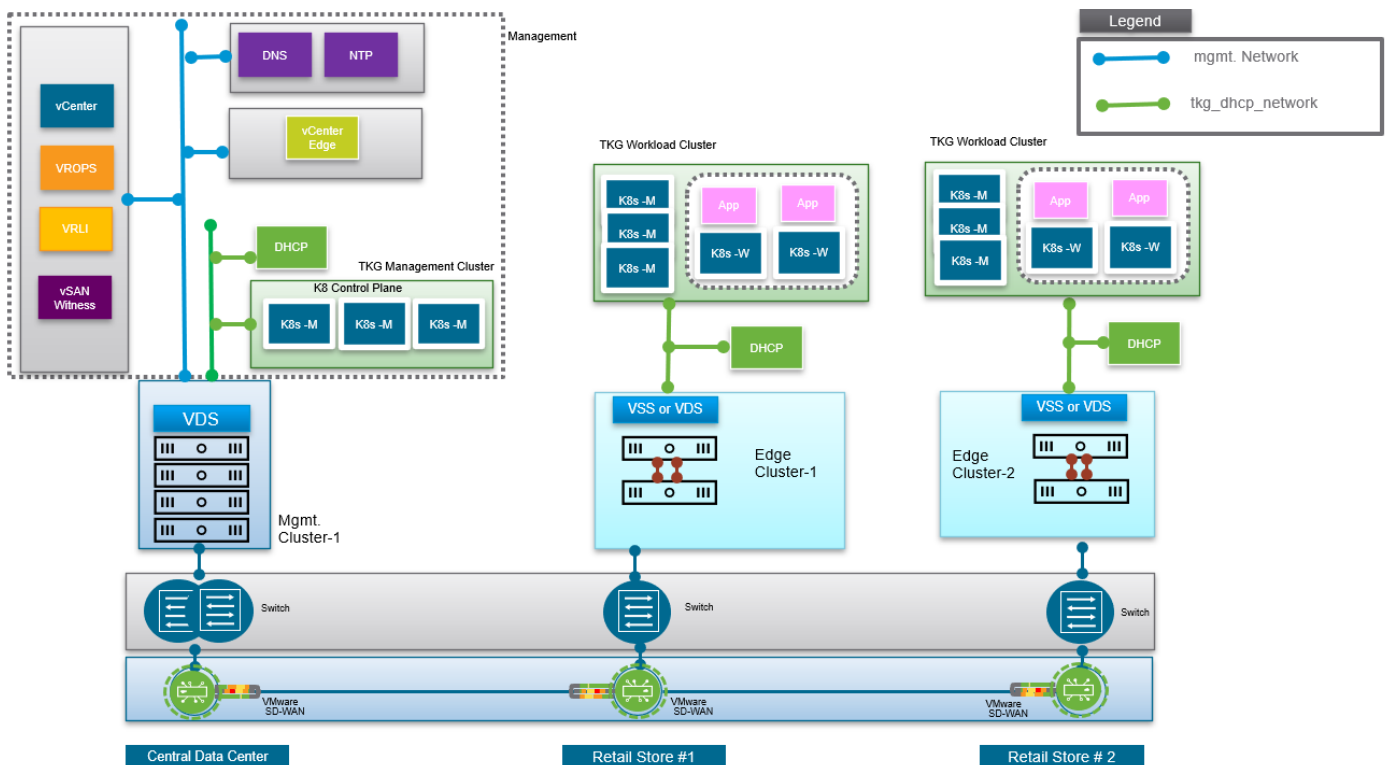 Legend
mgmt. Network
tkg_dhcp_network
Management
DNS
NTP
vCenter
vCenter
Edge
VROPS
VRLI
vSAN
Witness
DHCP
TKG Management Cluster
K8 Control Plane
K8s -M
K8s -M
K8s -M
TKG Workload Cluster
K8s -M
K8s -M
K8s -M
App
App
K8s -W
K8s -W
DHCP
TKG Workload Cluster
K8s -M
K8s -M
K8s -M
App
App
K8s -W
K8s -W
DHCP
VDS
Mgmt.
Cluster-1
VSS or VDS
Edge
Cluster-1
VSS or VDS
Edge
Cluster-2
Switch
Switch
Switch
VMware
SD-WAN
VMware
SD-WAN
VMware
SD-WAN
Central Data Center
Retail Store #1
Retail Store # 2